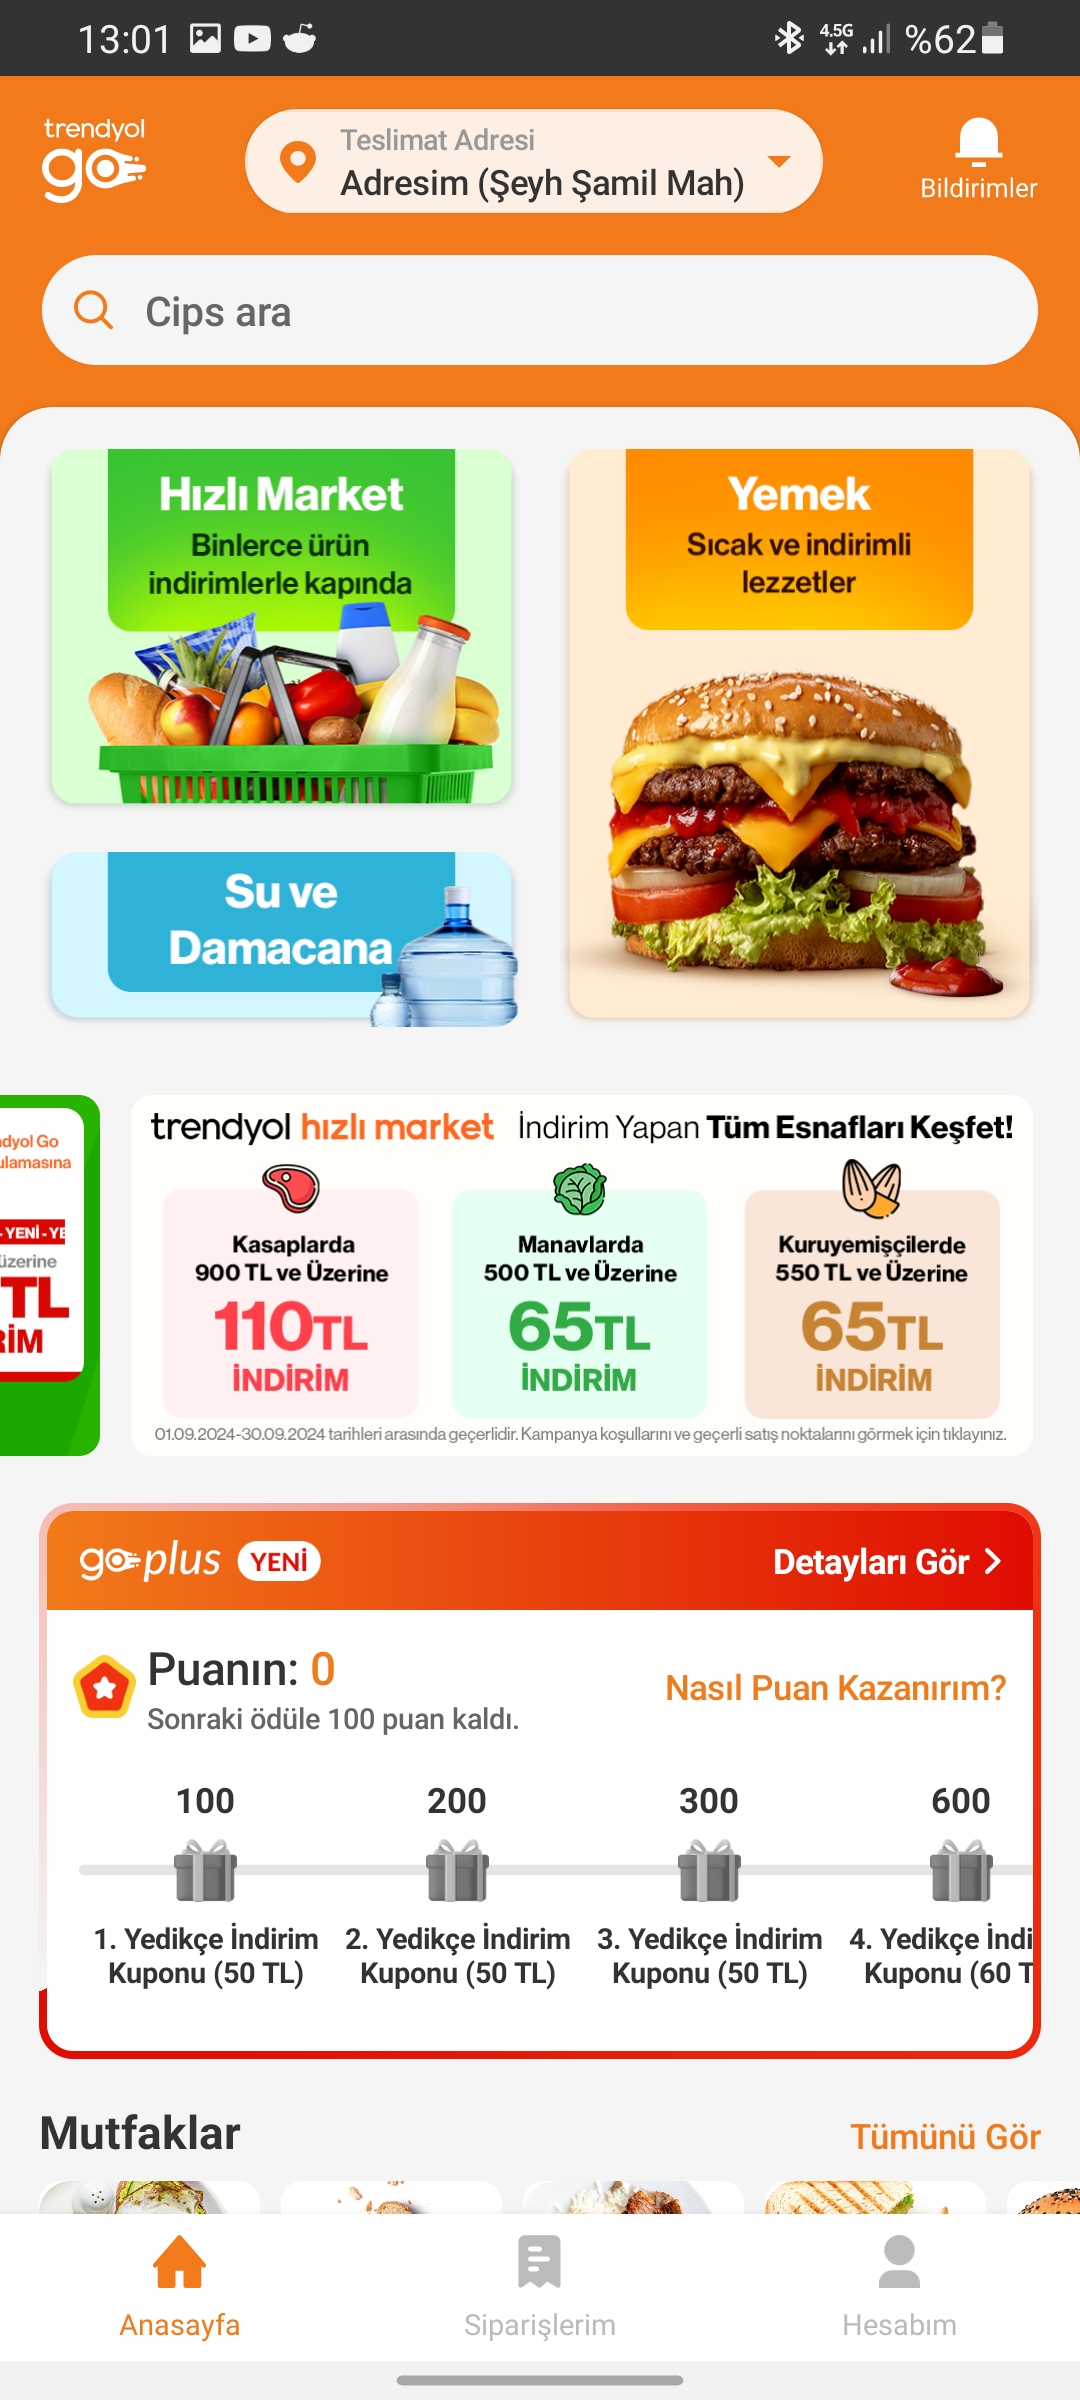 13:01
4.5G
%62
trendyol
go
Teslimat Adresi
Adresim (Şeyh Şamil Mah)
Bildirimler
Cips ara
Hızlı Market
Binlerce ürün
indirimlerle kapında
Yemek
Sıcak ve indirimli
lezzetler
Su ve
Damacana
dyol Go
ulamasına
- YENİ - YE
üzerine
TL
RİM
trendyol hızlı market
İndirim Yapan Tüm Esnafları Keşfet!
Kasaplarda
900 TL ve Üzerine
110TL
İNDİRİM
Manavlarda
500 TL ve Üzerine
65TL
İNDİRİM
Kuruyemişçilerde
550 TL ve Üzerine
65TL
İNDİRİM
01.09.2024-30.09.2024 tarihleri arasında geçerlidir. Kampanya koşullarını ve geçerli satış noktalarını görmek için tıklayınız.
go plus YENİ
Detayları Gör
Puanın: 0
Sonraki ödüle 100 puan kaldı.
Nasıl Puan Kazanırım?
100
200
300
600
1. Yedikçe İndirim
Kuponu (50 TL)
2. Yedikçe İndirim
Kuponu (50 TL)
3. Yedikçe İndirim
Kuponu (50 TL)
4. Yedikçe İndi
Kuponu (60 T
Mutfaklar
Tümünü Gör
Anasayfa
Siparişlerim
Hesabım